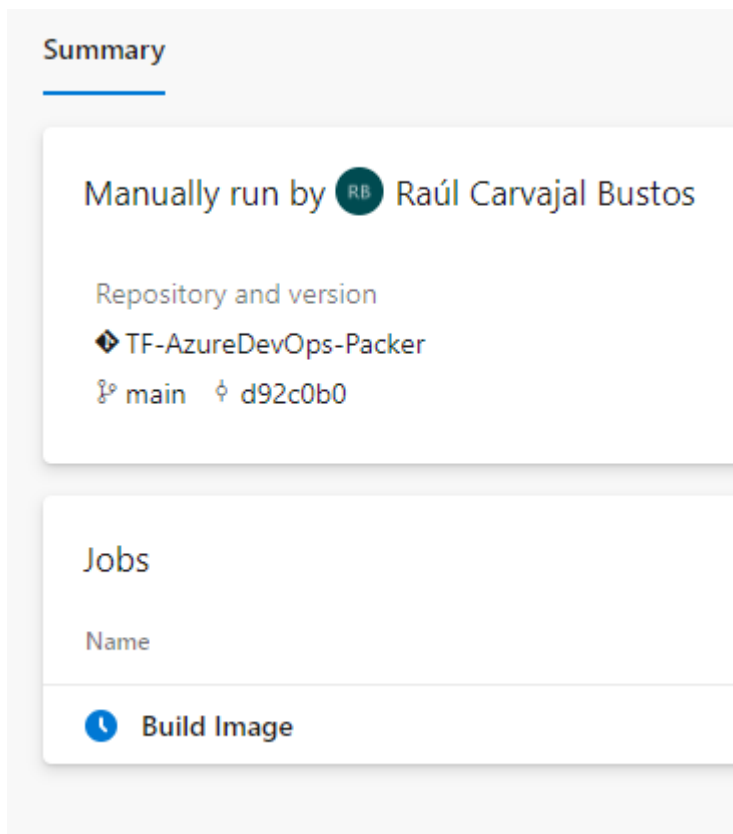 Summary
Manually run by RB Raúl Carvajal Bustos
Repository and version
TF-AzureDevOps-Packer
main d92c0b0
Jobs
Name
Build Image